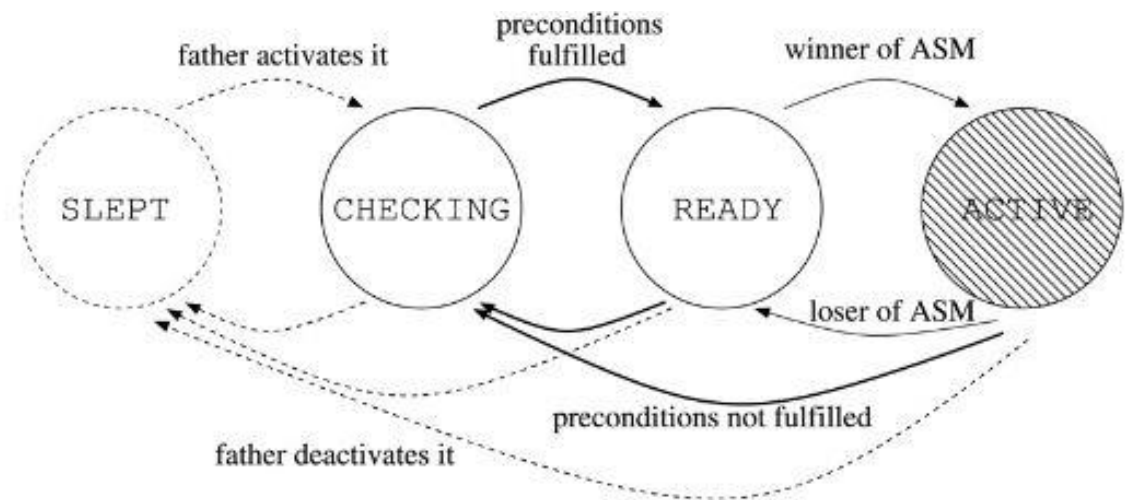 preconditions
fulfilled
father activates it
winner of ASM
SLEPT
CHECKING
READY
ACTIVE
loser of ASM
preconditions not fulfilled
father deactivates it